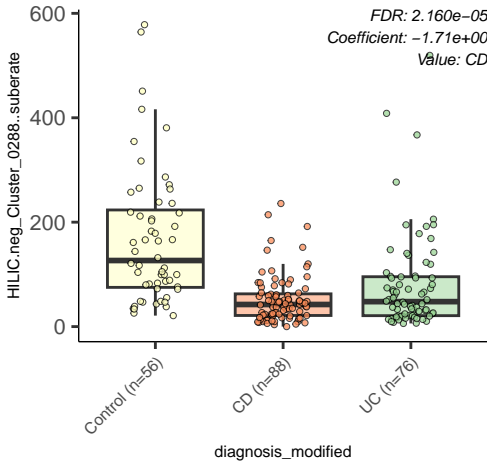 FDR: 2.160e−05
Coefficient: −1.71e+00
Value: CD
600
400
200
0
HILIC.neg_Cluster_0288..suberate
Control (n=56)
CD (n=88)
UC (n=76)
diagnosis_modified